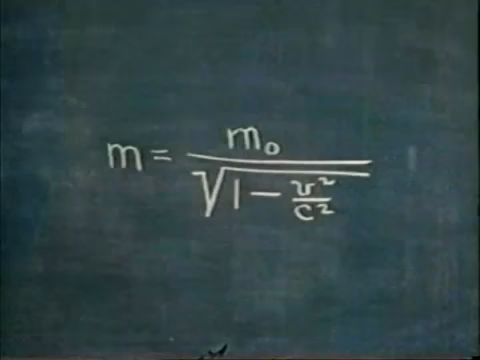 m = m₀ / √(1 − v²/c²)